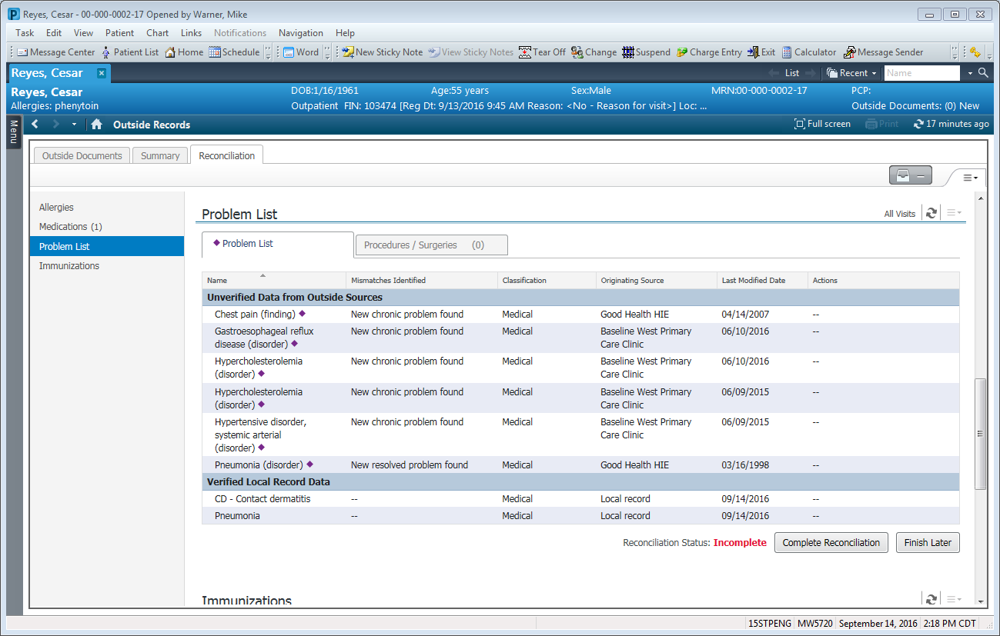 Reyes, Cesar - 00-000-0002-17 Opened by Warner, Mike
Task Edit View Patient Chart Links Notifications Navigation Help
Message Center Patient List Home Schedule Word New Sticky Note View Sticky Notes Tear Off Change Suspend Charge Entry Exit Calculator Message Sender
Reyes, Cesar × List Recent Name
Reyes, Cesar DOB:1/16/1961 Age:55 years Sex:Male MRN:00-000-0002-17 PCP:
Allergies: phenytoin Outpatient FIN: 103474 [Reg Dt: 9/13/2016 9:45 AM Reason: <No - Reason for visit>] Loc: ... Outside Documents: (0) New
Menu
Outside Records Full screen Print 17 minutes ago
Outside Documents Summary Reconciliation
Allergies
Medications (1)
Problem List
Immunizations
Problem List All Visits
Problem List Procedures / Surgeries (0)
Name Mismatches Identified Classification Originating Source Last Modified Date Actions
Unverified Data from Outside Sources
Chest pain (finding) New chronic problem found Medical Good Health HIE 04/14/2007 --
Gastroesophageal reflux New chronic problem found Medical Baseline West Primary 06/10/2016 --
disease (disorder) Care Clinic
Hypercholesterolemia New chronic problem found Medical Baseline West Primary 06/10/2016 --
(disorder) Care Clinic
Hypercholesterolemia New chronic problem found Medical Baseline West Primary 06/09/2015 --
(disorder) Care Clinic
Hypertensive disorder, New chronic problem found Medical Baseline West Primary 06/09/2015 --
systemic arterial Care Clinic
(disorder)
Pneumonia (disorder) New resolved problem found Medical Good Health HIE 03/16/1998 --
Verified Local Record Data
CD - Contact dermatitis -- Medical Local record 09/14/2016 --
Pneumonia -- Medical Local record 09/14/2016 --
Reconciliation Status: Incomplete Complete Reconciliation Finish Later
Immunizations
15STPENG MW5720 September 14, 2016 2:18 PM CDT